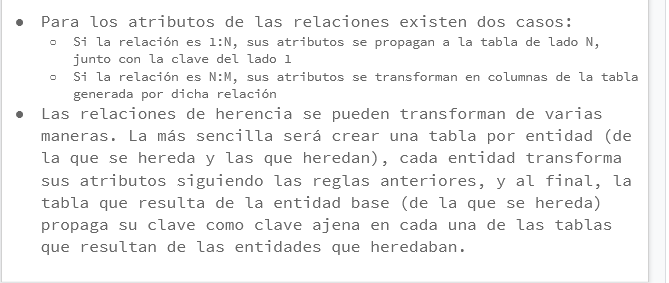 ● Para los atributos de las relaciones existen dos casos:
○ Si la relación es 1:N, sus atributos se propagan a la tabla de lado N,
junto con la clave del lado 1
○ Si la relación es N:M, sus atributos se transforman en columnas de la tabla
generada por dicha relación
● Las relaciones de herencia se pueden transforman de varias
maneras. La más sencilla será crear una tabla por entidad (de
la que se hereda y las que heredan), cada entidad transforma
sus atributos siguiendo las reglas anteriores, y al final, la
tabla que resulta de la entidad base (de la que se hereda)
propaga su clave como clave ajena en cada una de las tablas
que resultan de las entidades que heredaban.